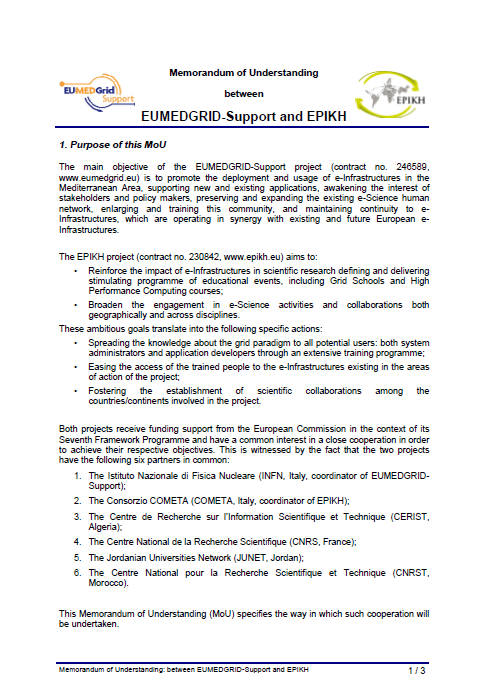 Memorandum of Understanding
between
EUMEDGRID-Support and EPIKH
EUMEDGrid
Support
EPIKH
1. Purpose of this MoU
The main objective of the EUMEDGRID-Support project (contract no. 246589,
www.eumedgrid.eu) is to promote the deployment and usage of e-Infrastructures in the
Mediterranean Area, supporting new and existing applications, awakening the interest of
stakeholders and policy makers, preserving and expanding the existing e-Science human
network, enlarging and training this community, and maintaining continuity to e-
Infrastructures, which are operating in synergy with existing and future European e-
Infrastructures.
The EPIKH project (contract no. 230842, www.epikh.eu) aims to:
• Reinforce the impact of e-Infrastructures in scientific research defining and delivering
stimulating programme of educational events, including Grid Schools and High
Performance Computing courses;
• Broaden the engagement in e-Science activities and collaborations both
geographically and across disciplines.
These ambitious goals translate into the following specific actions:
• Spreading the knowledge about the grid paradigm to all potential users: both system
administrators and application developers through an extensive training programme;
• Easing the access of the trained people to the e-Infrastructures existing in the areas
of action of the project;
• Fostering the establishment of scientific collaborations among the
countries/continents involved in the project.
Both projects receive funding support from the European Commission in the context of its
Seventh Framework Programme and have a common interest in a close cooperation in order
to achieve their respective objectives. This is witnessed by the fact that the two projects
have the following six partners in common:
1. The Istituto Nazionale di Fisica Nucleare (INFN, Italy, coordinator of EUMEDGRID-
Support);
2. The Consorzio COMETA (COMETA, Italy, coordinator of EPIKH);
3. The Centre de Recherche sur l'Information Scientifique et Technique (CERIST,
Algeria);
4. The Centre National de la Recherche Scientifique (CNRS, France);
5. The Jordanian Universities Network (JUNET, Jordan);
6. The Centre National pour la Recherche Scientifique et Technique (CNRST,
Morocco).
This Memorandum of Understanding (MoU) specifies the way in which such cooperation will
be undertaken.
Memorandum of Understanding: between EUMEDGRID-Support and EPIKH 1 / 3